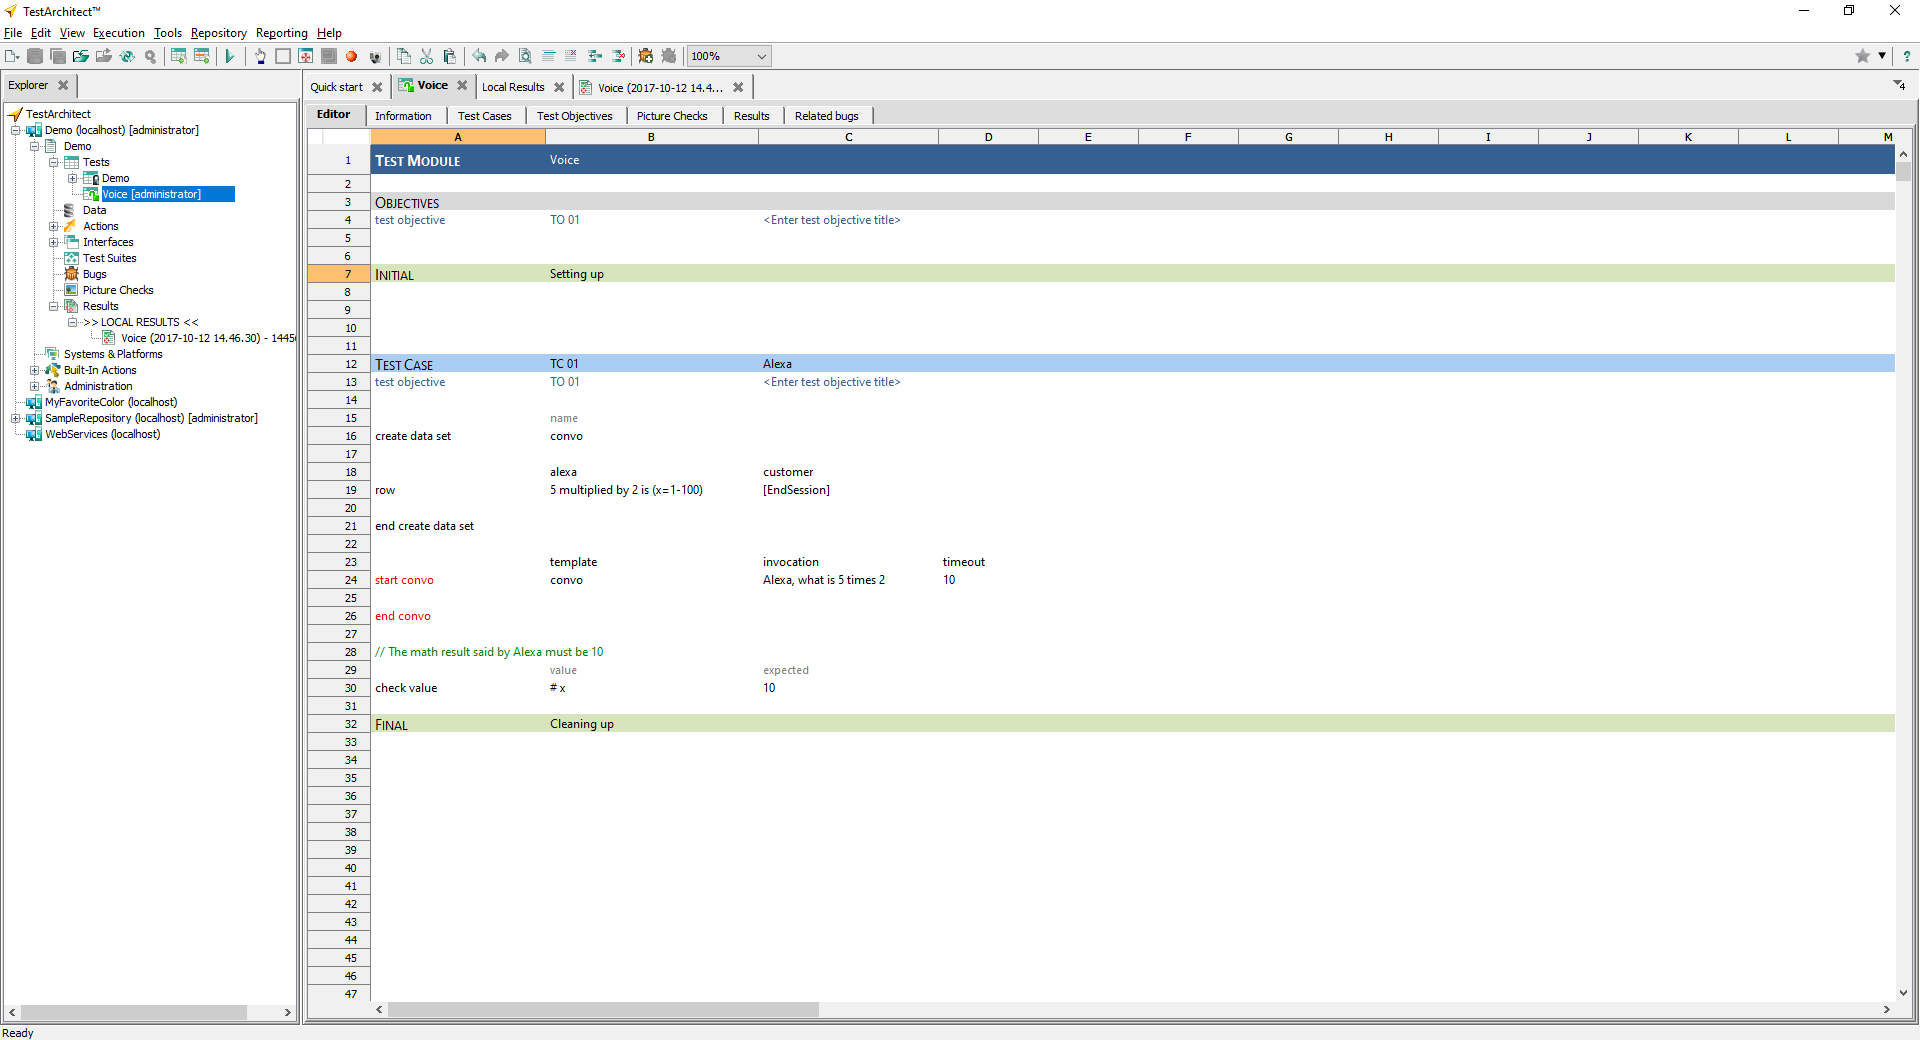 TestArchitect™
File Edit View Execution Tools Repository Reporting Help
100%
?
Explorer
Quick start Voice Local Results Voice (2017-10-12 14.4... 4
TestArchitect
Demo (localhost) [administrator]
Demo
Tests
Demo
Voice [administrator]
Data
Actions
Interfaces
Test Suites
Bugs
Picture Checks
Results
>> LOCAL RESULTS <<
Voice (2017-10-12 14.46.30) - 1445
Systems & Platforms
Built-In Actions
Administration
MyFavoriteColor (localhost)
SampleRepository (localhost) [administrator]
WebServices (localhost)
Editor Information Test Cases Test Objectives Picture Checks Results Related bugs
A B C D E F G H I J K L M
1 TEST MODULE Voice
2
3 OBJECTIVES
4 test objective TO 01 <Enter test objective title>
5
6
7 INITIAL Setting up
8
9
10
11
12 TEST CASE TC 01 Alexa
13 test objective TO 01 <Enter test objective title>
14
15 name
16 create data set convo
17
18 alexa customer
19 row 5 multiplied by 2 is (x=1-100) [EndSession]
20
21 end create data set
22
23 template invocation timeout
24 start convo convo Alexa, what is 5 times 2 10
25
26 end convo
27
28 // The math result said by Alexa must be 10
29 value expected
30 check value # x 10
31
32 FINAL Cleaning up
33
34
35
36
37
38
39
40
41
42
43
44
45
46
47
Ready